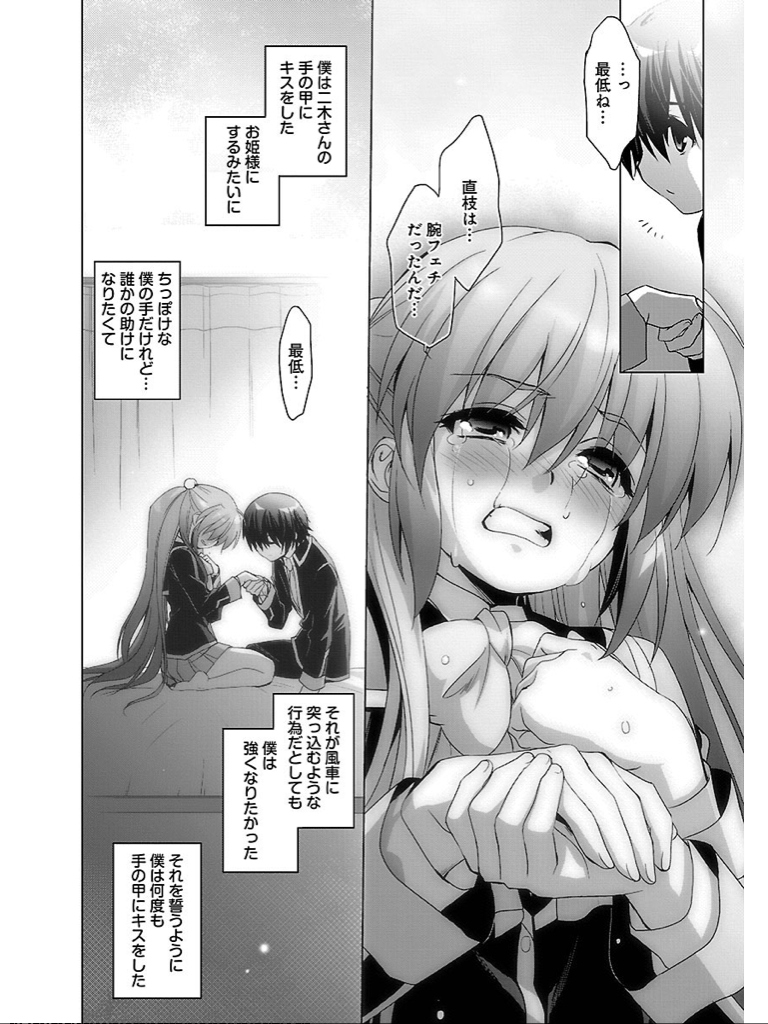 …っ
最低ね…
直枝は…
腕フェチ
だったんだ…
僕は二木さんの
手の甲に
キスをした
お姫様に
するみたいに
最低…
ちっぽけな
僕の手だけれど…
誰かの助けに
なりたくて
それが風車に
突っ込むような
行為だとしても
僕は
強くなりたかった
それを誓うように
僕は何度も
手の甲にキスをした